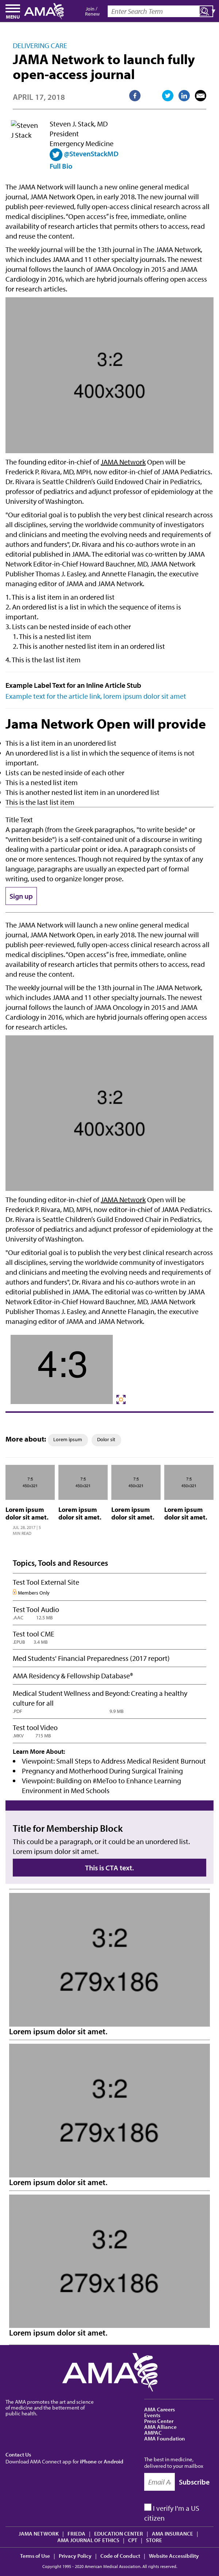 MENU
AMA
Join /
Renew
Enter Search Term
DELIVERING CARE
JAMA Network to launch fully
open-access journal
APRIL 17, 2018
Steven J Stack
Steven J. Stack, MD
President
Emergency Medicine
@StevenStackMD
Full Bio
The JAMA Network will launch a new online general medical
journal, JAMA Network Open, in early 2018. The new journal will
publish peer-reviewed, fully open-access clinical research across all
disciplines. "Open access" is free, immediate, online
availability of research articles that permits others to access, read
and use the content.
The weekly journal will be the 13th journal in The JAMA Network,
which includes JAMA and 11 other specialty journals. The newest
journal follows the launch of JAMA Oncology in 2015 and JAMA
Cardiology in 2016, which are hybrid journals offering open access
for research articles.
3:2
400x300
The founding editor-in-chief of JAMA Network Open will be
Frederick P. Rivara, MD, MPH, now editor-in-chief of JAMA Pediatrics.
Dr. Rivara is Seattle Children's Guild Endowed Chair in Pediatrics,
professor of pediatrics and adjunct professor of epidemiology at the
University of Washington.
"Our editorial goal is to publish the very best clinical research across
all disciplines, serving the worldwide community of clinical
investigators and meeting the evolving needs and requirements of
authors and funders", Dr. Rivara and his co-authors wrote in an
editorial published in JAMA. The editorial was co-written by JAMA
Network Editor-in-Chief Howard Bauchner, MD, JAMA Network
Publisher Thomas J. Easley, and Annette Flanagin, the executive
managing editor of JAMA and JAMA Network.
1. This is a list item in an ordered list
2. An ordered list is a list in which the sequence of items is
important.
3. Lists can be nested inside of each other
1. This is a nested list item
2. This is another nested list item in an ordered list
4. This is the last list item
Example Label Text for an Inline Article Stub
Example text for the article link, lorem ipsum dolor sit amet
Jama Network Open will provide
This is a list item in an unordered list
An unordered list is a list in which the sequence of items is not
important.
Lists can be nested inside of each other
This is a nested list item
This is another nested list item in an unordered list
This is the last list item
Title Text
A paragraph (from the Greek paragraphos, "to write beside" or
"written beside") is a self-contained unit of a discourse in writing
dealing with a particular point or idea. A paragraph consists of
one or more sentences. Though not required by the syntax of any
language, paragraphs are usually an expected part of formal
writing, used to organize longer prose.
Sign up
The JAMA Network will launch a new online general medical
journal, JAMA Network Open, in early 2018. The new journal will
publish peer-reviewed, fully open-access clinical research across all
disciplines. "Open access" is free, immediate, online
availability of research articles that permits others to access, read
and use the content.
The weekly journal will be the 13th journal in The JAMA Network,
which includes JAMA and 11 other specialty journals. The newest
journal follows the launch of JAMA Oncology in 2015 and JAMA
Cardiology in 2016, which are hybrid journals offering open access
for research articles.
3:2
400x300
The founding editor-in-chief of JAMA Network Open will be
Frederick P. Rivara, MD, MPH, now editor-in-chief of JAMA Pediatrics.
Dr. Rivara is Seattle Children's Guild Endowed Chair in Pediatrics,
professor of pediatrics and adjunct professor of epidemiology at the
University of Washington.
"Our editorial goal is to publish the very best clinical research across
all disciplines, serving the worldwide community of clinical
investigators and meeting the evolving needs and requirements of
authors and funders", Dr. Rivara and his co-authors wrote in an
editorial published in JAMA. The editorial was co-written by JAMA
Network Editor-in-Chief Howard Bauchner, MD, JAMA Network
Publisher Thomas J. Easley, and Annette Flanagin, the executive
managing editor of JAMA and JAMA Network.
4:3
More about: Lorem ipsum Dolor sit
7:5 7:5 7:5 7:5
450x321 450x321 450x321 450x321
Lorem ipsum Lorem ipsum Lorem ipsum Lorem ipsum
dolor sit amet. dolor sit amet. dolor sit amet. dolor sit amet.
JUL 28, 2017 | 5
MIN READ
Topics, Tools and Resources
Test Tool External Site
Members Only
Test Tool Audio
.AAC 12.5 MB
Test tool CME
.EPUB 3.6 MB
Med Students' Financial Preparedness (2017 report)
AMA Residency & Fellowship Database®
Medical Student Wellness and Beyond: Creating a healthy
culture for all
.PDF 9.9 MB
Test tool Video
.MKV 715 MB
Learn More About:
Viewpoint: Small Steps to Address Medical Resident Burnout
Pregnancy and Motherhood During Surgical Training
Viewpoint: Building on #MeToo to Enhance Learning
Environment in Med Schools
Title for Membership Block
This could be a paragraph, or it could be an unordered list.
Lorem ipsum dolor sit amet.
This is CTA text.
3:2
279x186
Lorem ipsum dolor sit amet.
3:2
279x186
Lorem ipsum dolor sit amet.
3:2
279x186
Lorem ipsum dolor sit amet.
AMA
The AMA promotes the art and science
of medicine and the betterment of
public health.
AMA Careers
Events
Press Center
AMA Alliance
AMPAC
AMA Foundation
Contact Us
Download AMA Connect app for iPhone or Android
The best in medicine,
delivered to your mailbox
Email A
Subscribe
I verify I'm a US
citizen
JAMA NETWORK | FREIDA | EDUCATION CENTER | AMA INSURANCE |
AMA JOURNAL OF ETHICS | CPT | STORE
Terms of Use | Privacy Policy | Code of Conduct | Website Accessibility
Copyright 1995 - 2020 American Medical Association. All rights reserved.